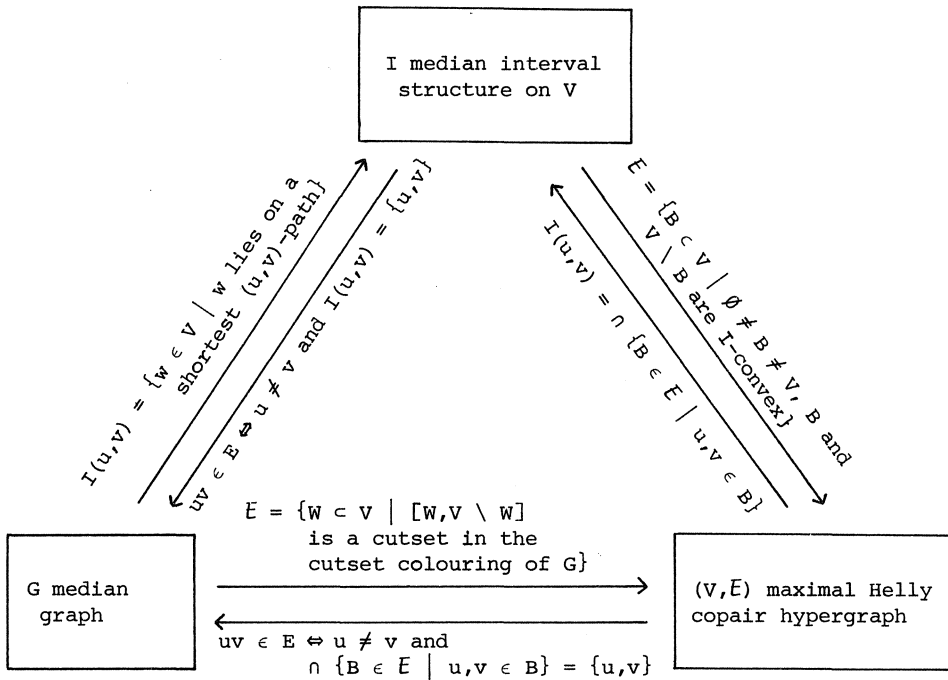 I median interval
structure on V
I(u,v) = {w ∈ V | w lies on a
shortest (u,v)-path}
uv ∈ E ⇔ u ≠ v and I(u,v) = {u,v}
I(u,v) = ∩ {B ∈ E | u,v ∈ B}
E = {B ⊂ V | ∅ ≠ B ≠ V, B and
V \ B are I-convex}
G median
graph
E = {W ⊂ V | [W,V \ W]
is a cutset in the
cutset colouring of G}
uv ∈ E ⇔ u ≠ v and
∩ {B ∈ E | u,v ∈ B} = {u,v}
(V,E) maximal Helly
copair hypergraph